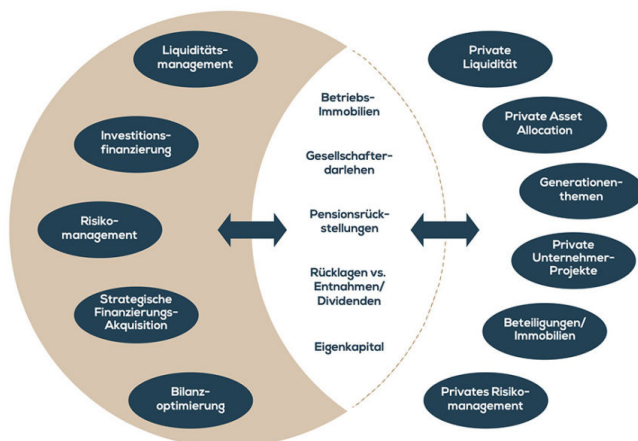 Liquiditäts-
management
Investitions-
finanzierung
Risiko-
management
Strategische
Finanzierungs-
Akquisition
Bilanz-
optimierung
Betriebs-
Immobilien
Gesellschafter-
darlehen
Pensionsrück-
stellungen
Rücklagen vs.
Entnahmen/
Dividenden
Eigenkapital
Private
Liquidität
Private Asset
Allocation
Generationen-
themen
Private
Unternehmer-
Projekte
Beteiligungen/
Immobilien
Privates Risiko-
management